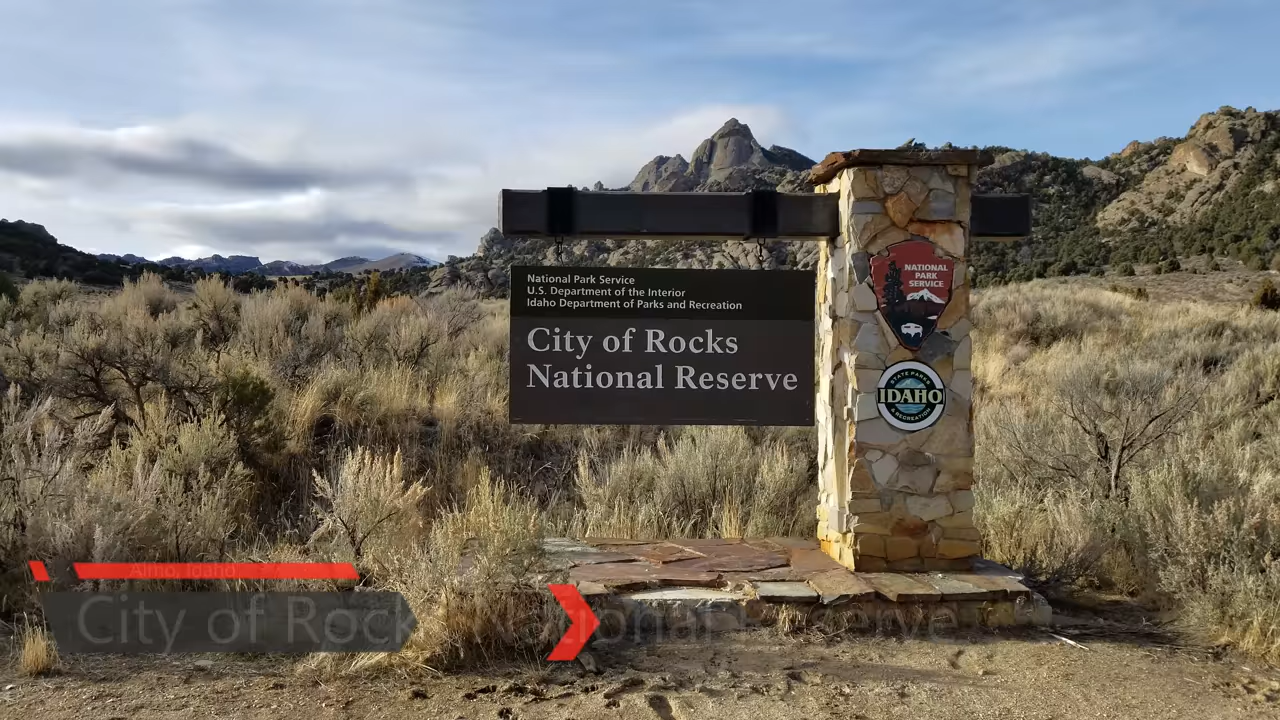 National Park Service
U.S. Department of the Interior
Idaho Department of Parks and Recreation
City of Rocks
National Reserve
NATIONAL
PARK
SERVICE
STATE PARKS
IDAHO
& RECREATION
Almo, Idaho
City of Rocks National Reserve